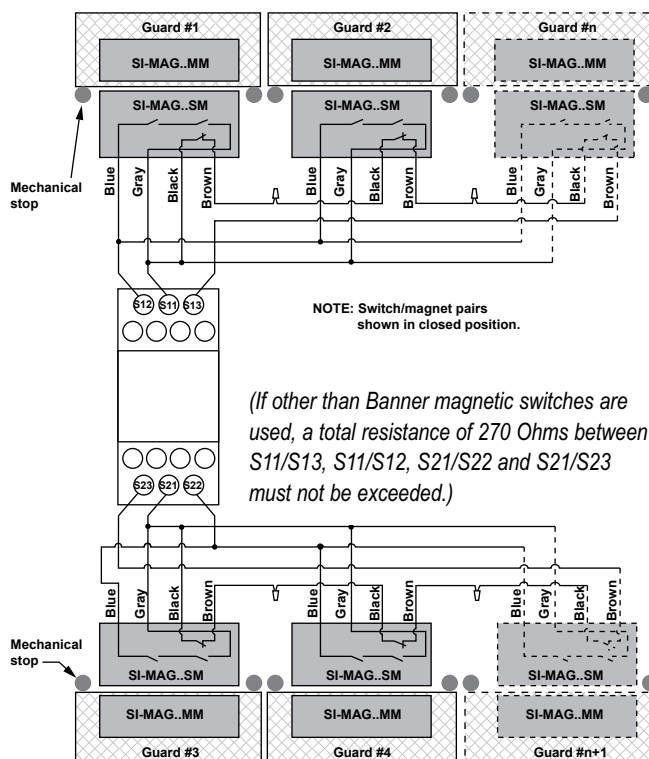 Guard #1
Guard #2
Guard #n
SI-MAG..MM
SI-MAG..MM
SI-MAG..MM
SI-MAG..SM
SI-MAG..SM
SI-MAG..SM
Mechanical
stop
Blue
Gray
Black
Brown
Blue
Gray
Black
Brown
Blue
Gray
Black
Brown
S12
S11
S13
NOTE: Switch/magnet pairs
shown in closed position.
(If other than Banner magnetic switches are
used, a total resistance of 270 Ohms between
S11/S13, S11/S12, S21/S22 and S21/S23
must not be exceeded.)
S23
S21
S22
Blue
Gray
Black
Brown
Blue
Gray
Black
Brown
Blue
Gray
Black
Brown
Mechanical
stop
SI-MAG..SM
SI-MAG..SM
SI-MAG..SM
SI-MAG..MM
SI-MAG..MM
SI-MAG..MM
Guard #3
Guard #4
Guard #n+1